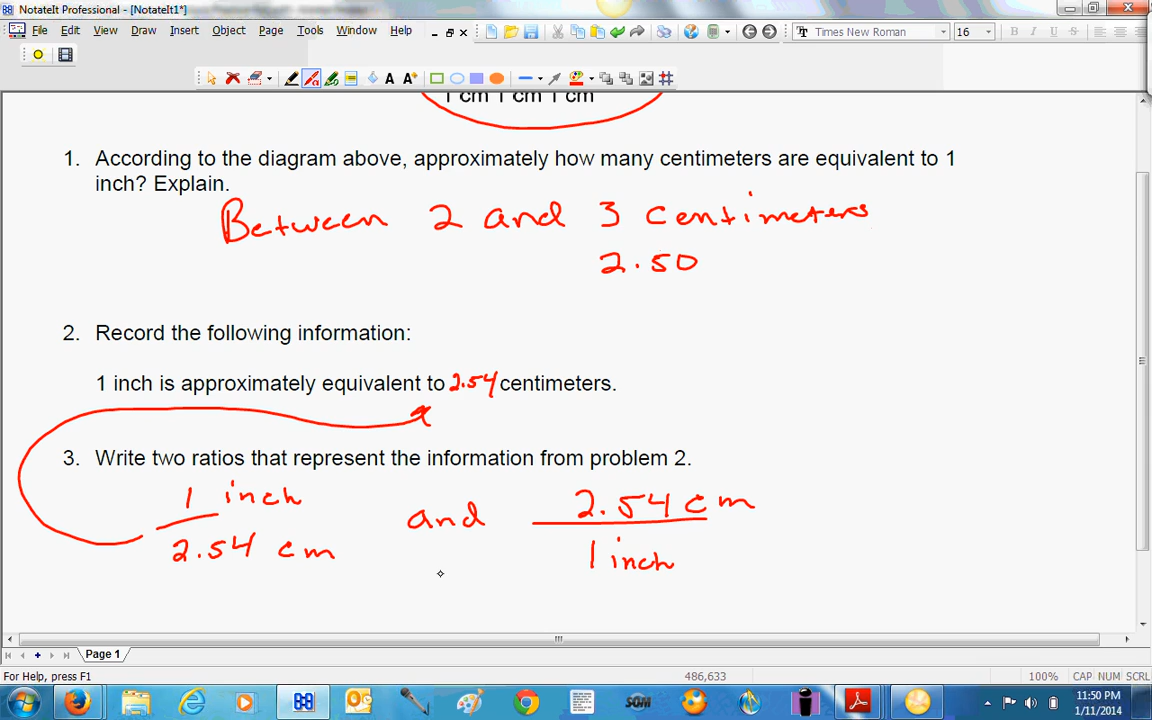 NotateIt Professional - [NotateIt1*]
File Edit View Draw Insert Object Page Tools Window Help
Times New Roman 16 B I U S
1 cm 1 cm 1 cm
1. According to the diagram above, approximately how many centimeters are equivalent to 1
inch? Explain.
Between 2 and 3 centimeters
2.50
2. Record the following information:
1 inch is approximately equivalent to 2.54 centimeters.
3. Write two ratios that represent the information from problem 2.
1 inch and 2.54 cm
2.54 cm 1 inch
Page 1
For Help, press F1 486,633 100% CAP NUM SCRL
SOM 11:50 PM
1/11/2014